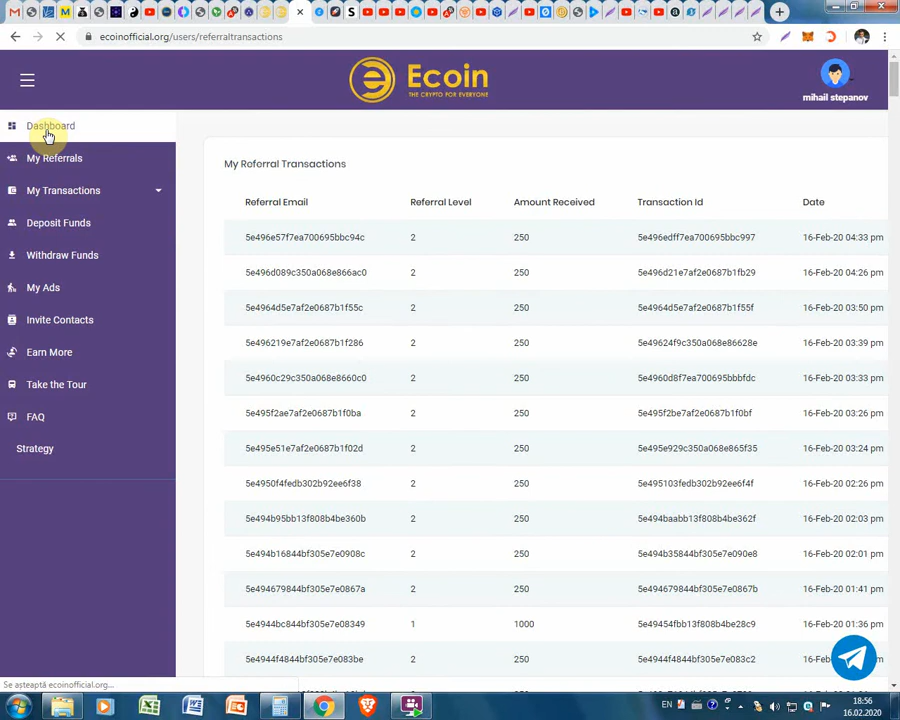 ecoinofficial.org/users/referraltransactions
Ecoin
THE CRYPTO FOR EVERYONE
mihail stepanov
Dashboard
My Referrals
My Transactions
Deposit Funds
Withdraw Funds
My Ads
Invite Contacts
Earn More
Take the Tour
FAQ
Strategy
My Referral Transactions
Referral Email Referral Level Amount Received Transaction Id Date
5e496e57f7ea700695bbc94c 2 250 5e496edff7ea700695bbc997 16-Feb-20 04:33 pm
5e496d089c350a068e866ac0 2 250 5e496d21e7af2e0687b1fb29 16-Feb-20 04:26 pm
5e4964d5e7af2e0687b1f55c 2 250 5e4964d5e7af2e0687b1f55f 16-Feb-20 03:50 pm
5e496219e7af2e0687b1f286 2 250 5e49624f9c350a068e86628e 16-Feb-20 03:39 pm
5e4960c29c350a068e8660c0 2 250 5e4960d8f7ea700695bbbfdc 16-Feb-20 03:33 pm
5e495f2ae7af2e0687b1f0ba 2 250 5e495f2be7af2e0687b1f0bf 16-Feb-20 03:26 pm
5e495e51e7af2e0687b1f02d 2 250 5e495e929c350a068e865f35 16-Feb-20 03:24 pm
5e4950f4fedb302b92ee6f38 2 250 5e495103fedb302b92ee6f4f 16-Feb-20 02:26 pm
5e494b95bb13f808b4be360b 2 250 5e494baabb13f808b4be362f 16-Feb-20 02:03 pm
5e494b16844bf305e7e0908c 2 250 5e494b35844bf305e7e090e8 16-Feb-20 02:01 pm
5e494679844bf305e7e0867a 2 250 5e494679844bf305e7e0867b 16-Feb-20 01:41 pm
5e4944bc844bf305e7e08349 1 1000 5e49454fbb13f808b4be28c9 16-Feb-20 01:36 pm
5e4944f4844bf305e7e083be 2 250 5e4944f4844bf305e7e083c2 16-Feb-20 01:34 pm
Se așteaptă ecoinofficial.org...
EN
18:56
16.02.2020